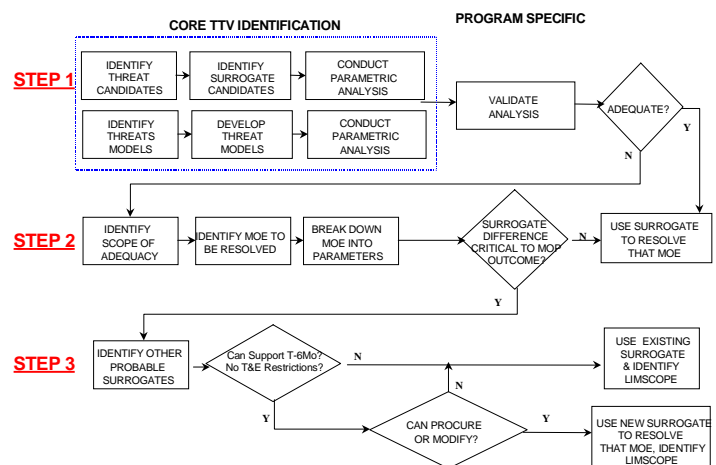 CORE TTV IDENTIFICATION
PROGRAM SPECIFIC
STEP 1
IDENTIFY
THREAT
CANDIDATES
IDENTIFY
SURROGATE
CANDIDATES
CONDUCT
PARAMETRIC
ANALYSIS
IDENTIFY
THREATS
MODELS
DEVELOP
THREAT
MODELS
CONDUCT
PARAMETRIC
ANALYSIS
VALIDATE
ANALYSIS
ADEQUATE?
Y
N
STEP 2
IDENTIFY
SCOPE OF
ADEQUACY
IDENTIFY MOE TO
BE RESOLVED
BREAK DOWN
MOE INTO
PARAMETERS
SURROGATE
DIFFERENCE
CRITICAL TO MOP
OUTCOME?
N
USE SURROGATE
TO RESOLVE
THAT MOE
Y
STEP 3
IDENTIFY OTHER
PROBABLE
SURROGATES
Can Support T-6Mo?
No T&E Restrictions?
N
USE EXISTING
SURROGATE
& IDENTIFY
LIMSCOPE
N
Y
CAN PROCURE
OR MODIFY?
Y
USE NEW SURROGATE
TO RESOLVE
THAT MOE, IDENTIFY
LIMSCOPE